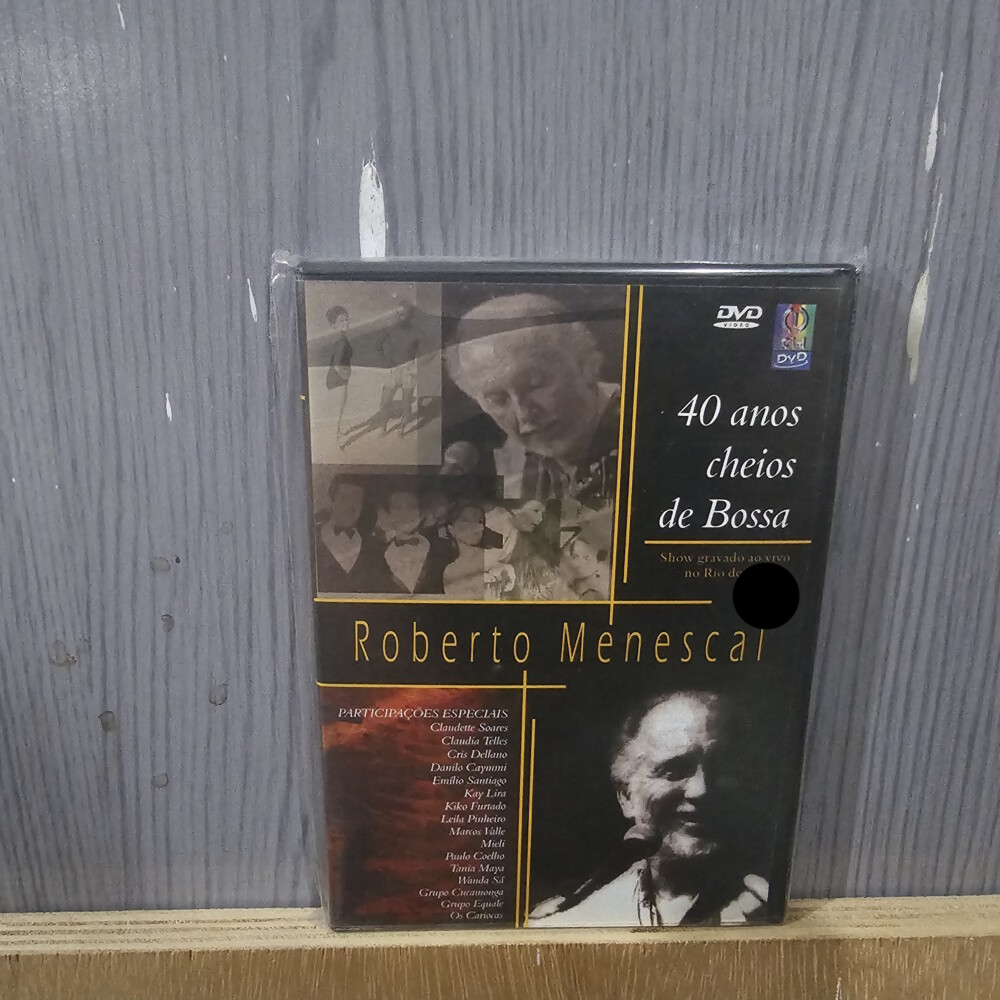 DVD
VIDEO
DVD
40 anos
cheios
de Bossa
Show gravado ao vivo
no Rio de
Roberto Menescal
PARTICIPAÇÕES ESPECIAIS
Claudette Soares
Claudia Telles
Cris Dellano
Danilo Caymmi
Emílio Santiago
Kay Lira
Kiko Furtado
Leila Pinheiro
Marcos Valle
Mieli
Paulo Coelho
Tania Maya
Wanda Sá
Grupo Cucamonga
Grupo Equale
Os Cariocas